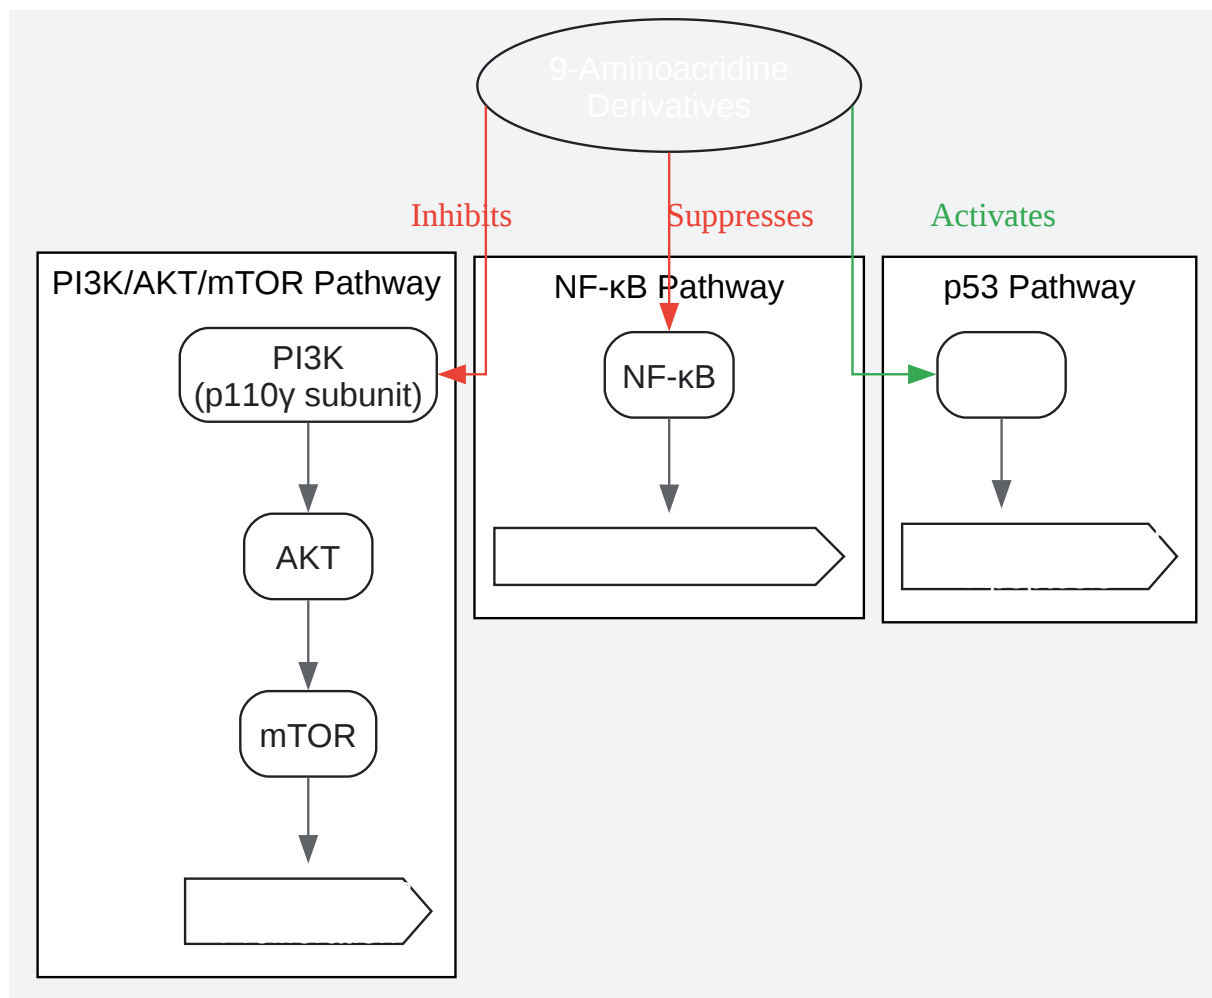 9-Aminoacridine
Derivatives
Inhibits
Suppresses
Activates
PI3K/AKT/mTOR Pathway
NF-κB Pathway
p53 Pathway
PI3K
(p110γ subunit)
NF-κB
AKT
mTOR